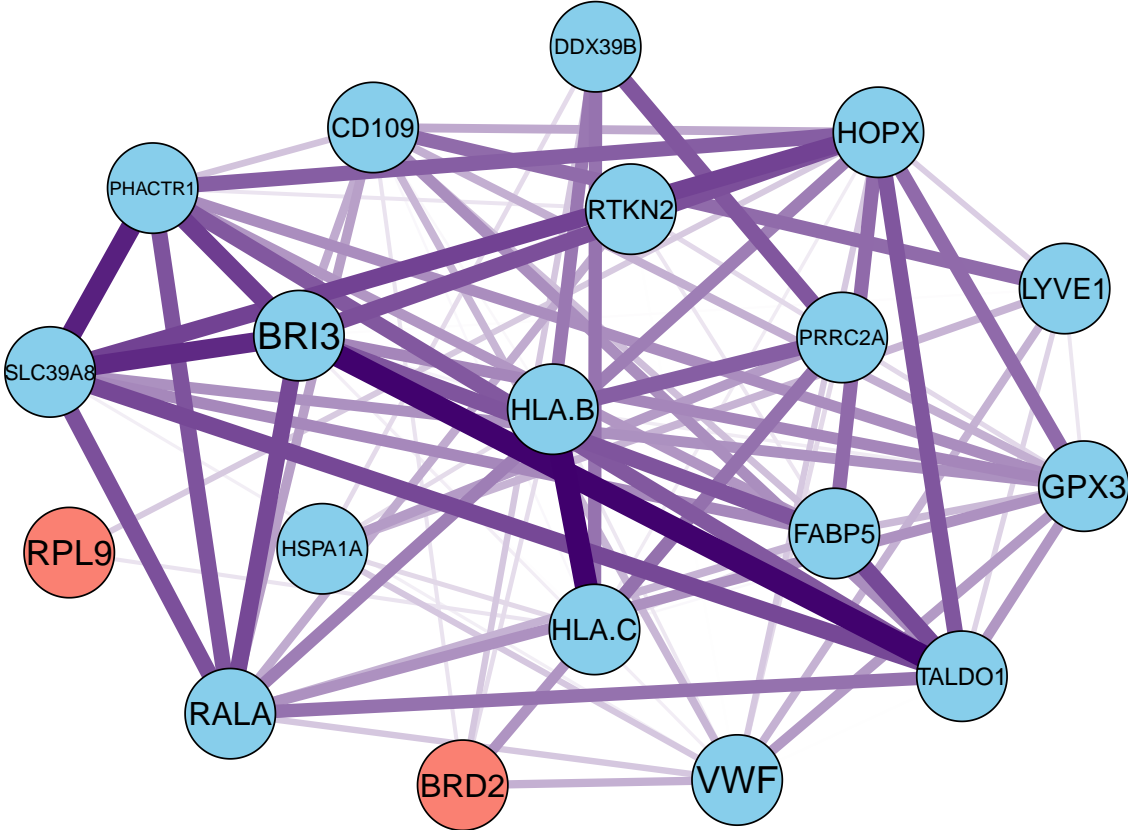 DDX39B
CD109
HOPX
PHACTR1
RTKN2
LYVE1
BRI3
PRRC2A
SLC39A8
HLA.B
GPX3
FABP5
RPL9
HSPA1A
HLA.C
TALDO1
RALA
VWF
BRD2